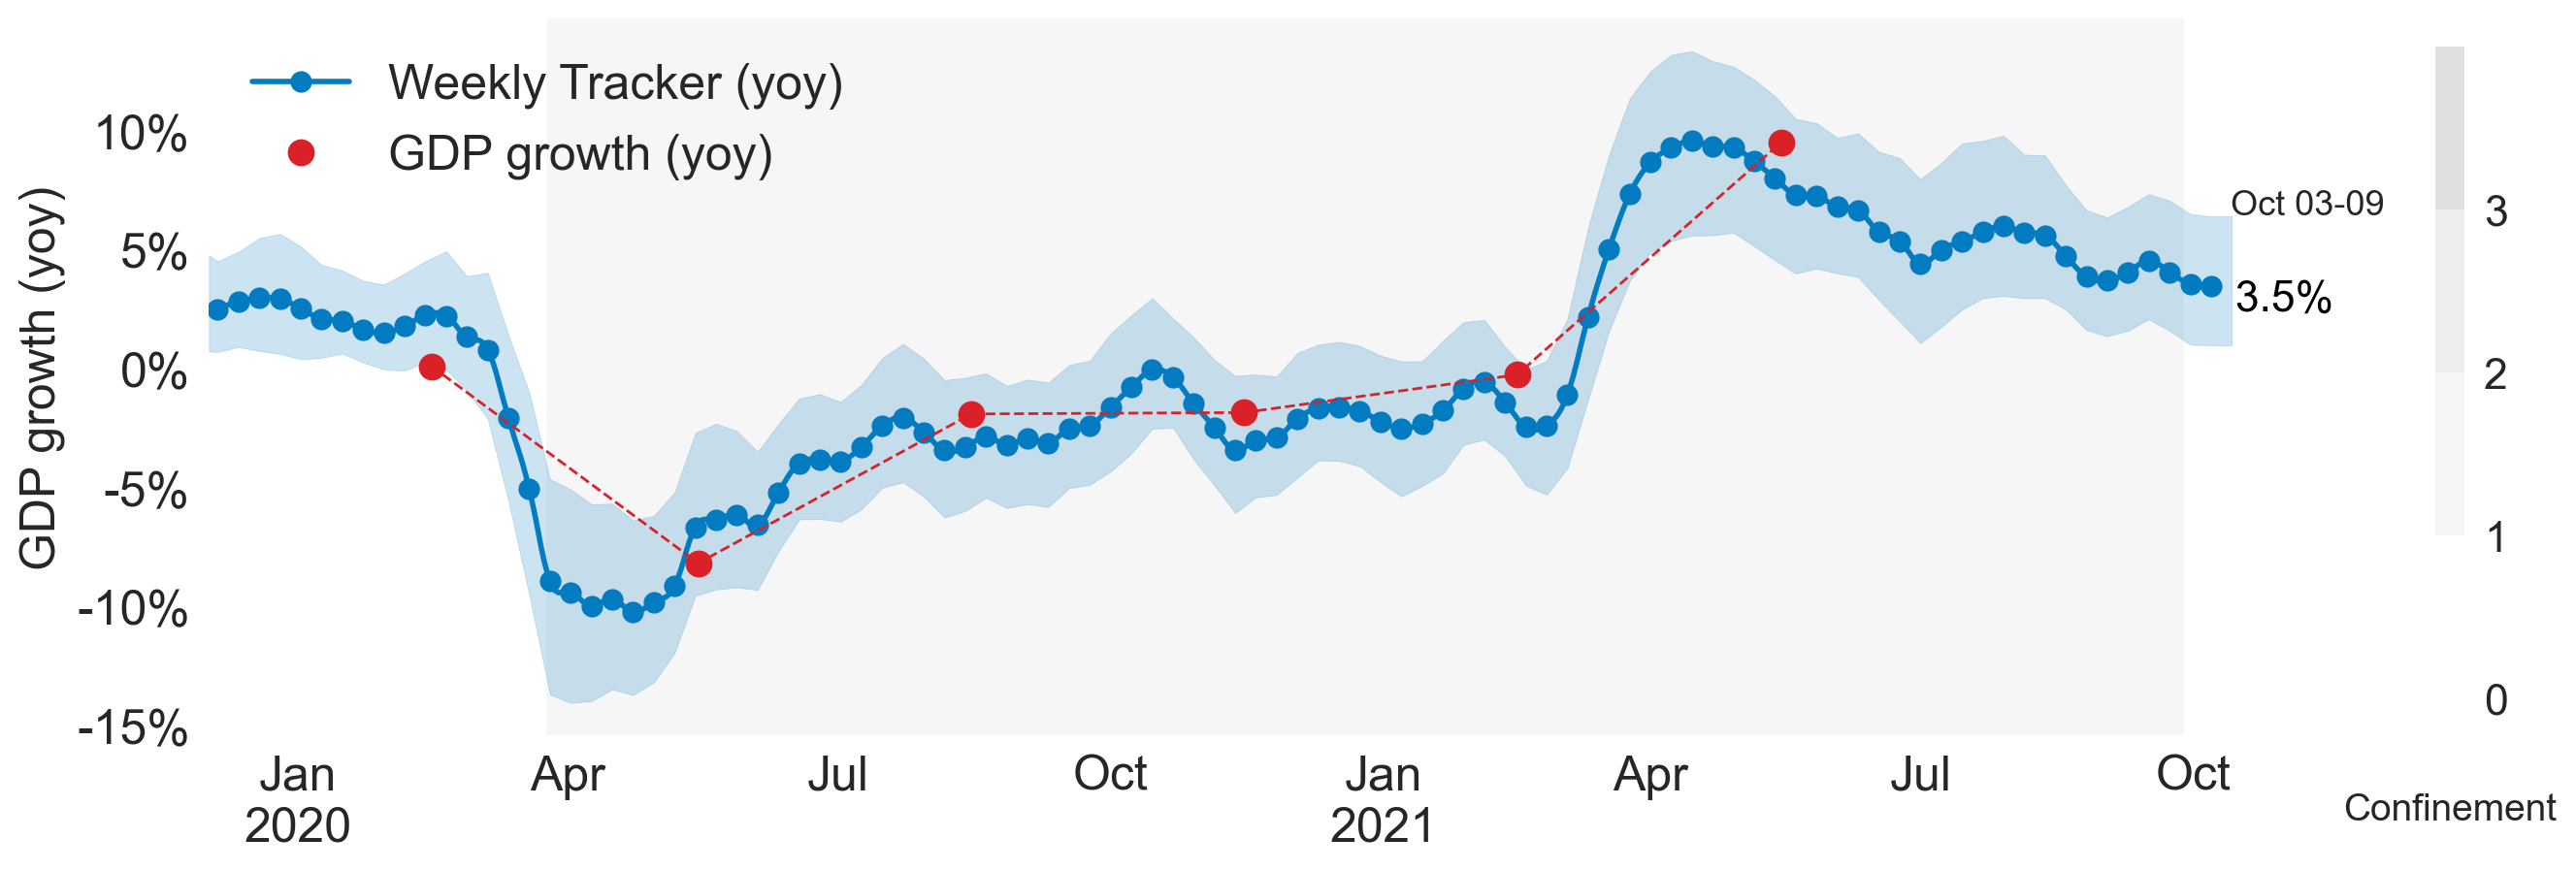 Weekly Tracker (yoy)
GDP growth (yoy)
GDP growth (yoy)
10%
5%
0%
-5%
-10%
-15%
Jan
2020
Apr
Jul
Oct
Jan
2021
Apr
Jul
Oct
Oct 03-09
3.5%
3
2
1
0
Confinement